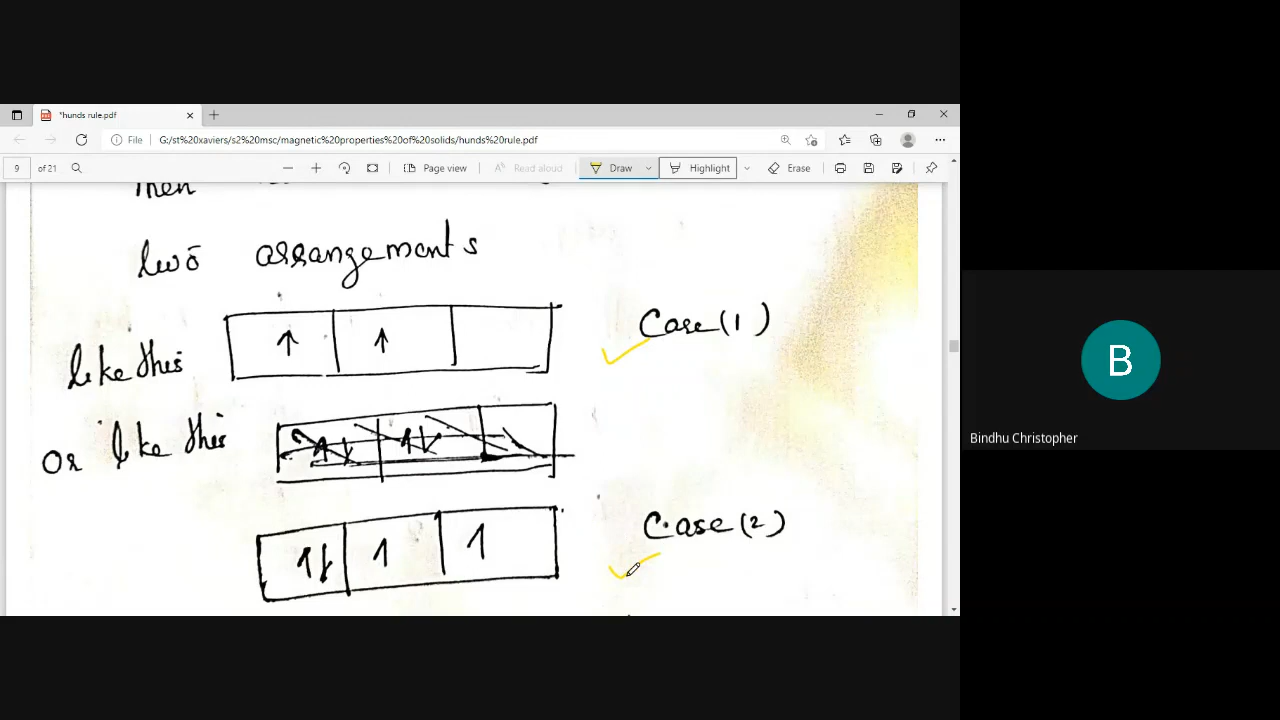 *hunds rule.pdf
File G:/st%20xaviers/s2%20msc/magnetic%20properties%20of%20solids/hunds%20rule.pdf
9 of 21 Page view Read aloud Draw Highlight Erase
Then
two arrangements
like this ↑ ↑ Case (1)
or like this ↑↓ ↑↓
↑↓ 1 1 Case (2)
B
Bindhu Christopher